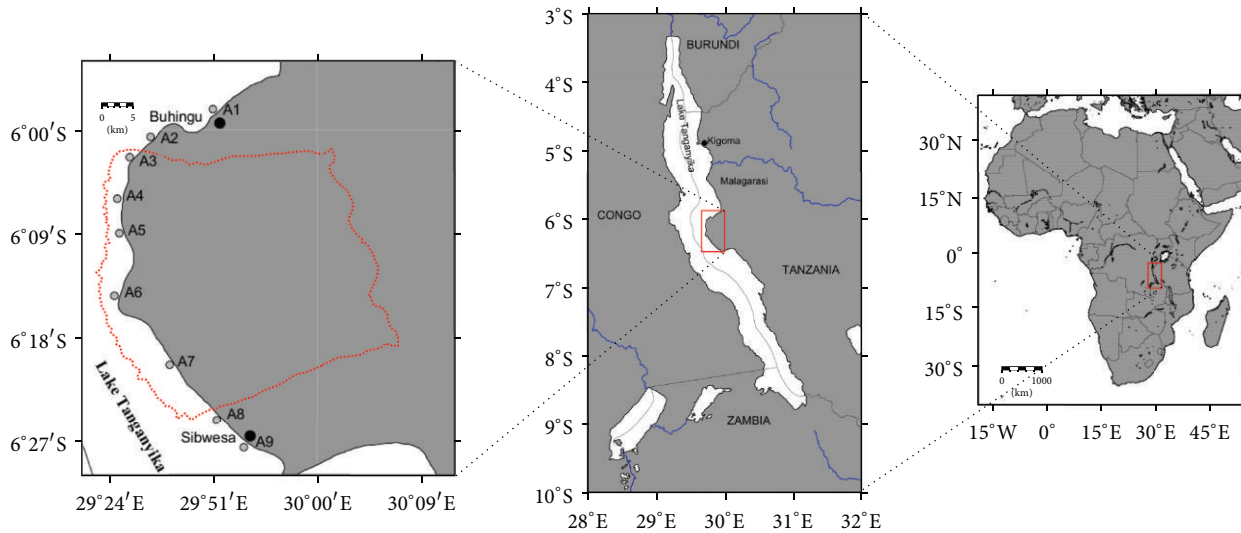 0 5
(km)
Buhingu
A1
A2
A3
A4
A5
A6
A7
A8
Sibwesa
A9
Lake Tanganyika
6°00′S
6°09′S
6°18′S
6°27′S
29°24′E
29°51′E
30°00′E
30°09′E
3°S
4°S
5°S
6°S
7°S
8°S
9°S
10°S
BURUNDI
Lake Tanganyika
Kigoma
Malagarasi
CONGO
TANZANIA
ZAMBIA
28°E
29°E
30°E
31°E
32°E
30°N
15°N
0°
15°S
30°S
0 1000
(km)
15°W
0°
15°E
30°E
45°E